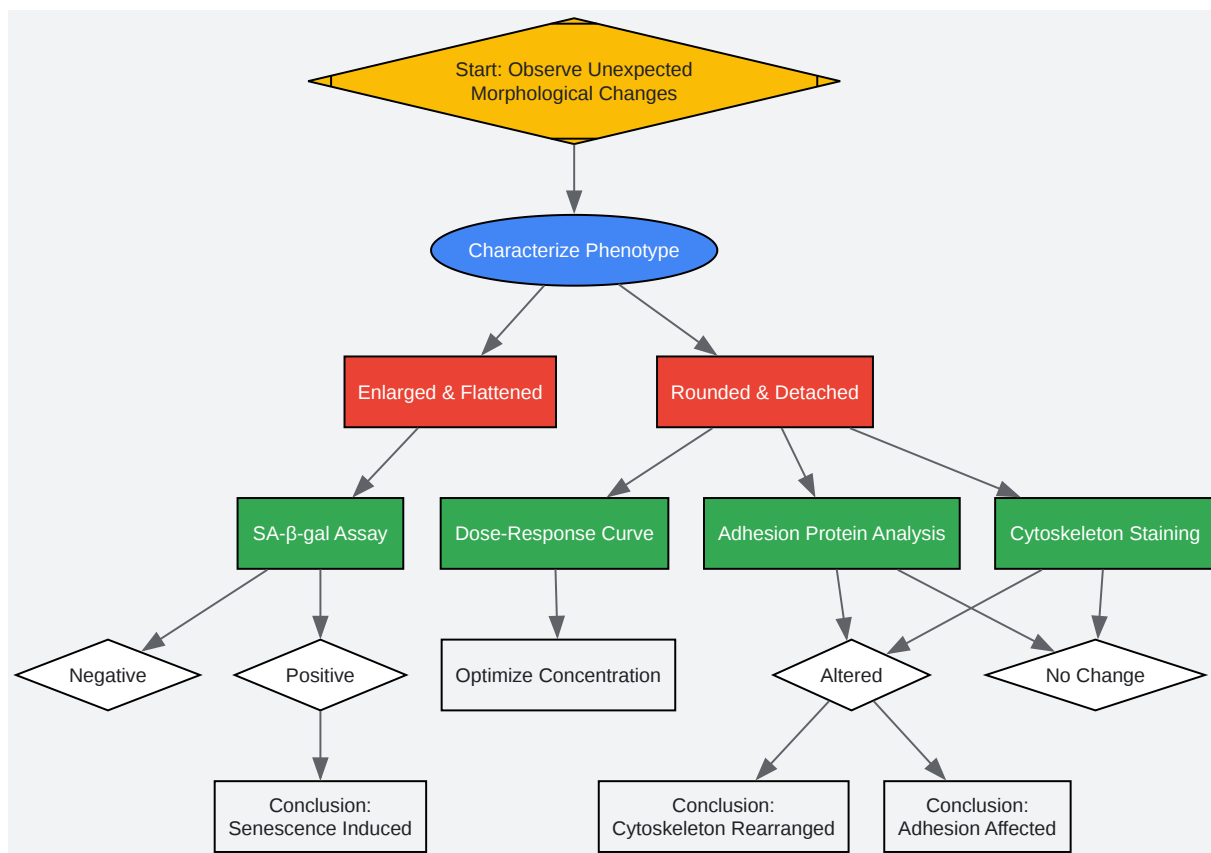 Start: Observe Unexpected
Morphological Changes
Characterize Phenotype
Enlarged & Flattened
Rounded & Detached
SA-β-gal Assay
Dose-Response Curve
Adhesion Protein Analysis
Cytoskeleton Staining
Negative
Positive
Optimize Concentration
Altered
No Change
Conclusion:
Senescence Induced
Conclusion:
Cytoskeleton Rearranged
Conclusion:
Adhesion Affected